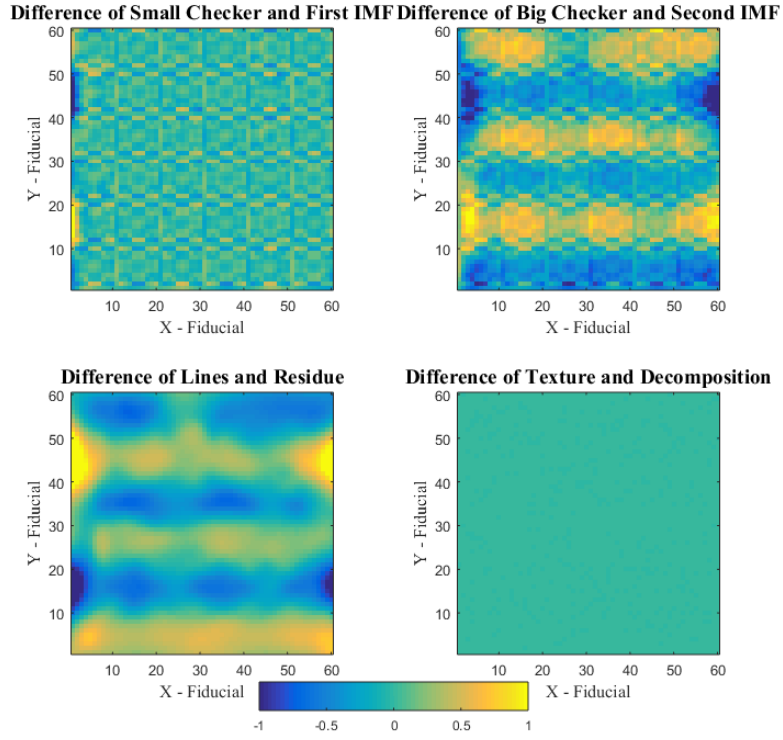 Difference of Small Checker and First IMF
60
50
40
30
20
10
Y - Fiducial
10 20 30 40 50 60
X - Fiducial
Difference of Big Checker and Second IMF
60
50
40
30
20
10
Y - Fiducial
10 20 30 40 50 60
X - Fiducial
Difference of Lines and Residue
60
50
40
30
20
10
Y - Fiducial
10 20 30 40 50 60
X - Fiducial
Difference of Texture and Decomposition
60
50
40
30
20
10
Y - Fiducial
10 20 30 40 50 60
X - Fiducial
-1 -0.5 0 0.5 1